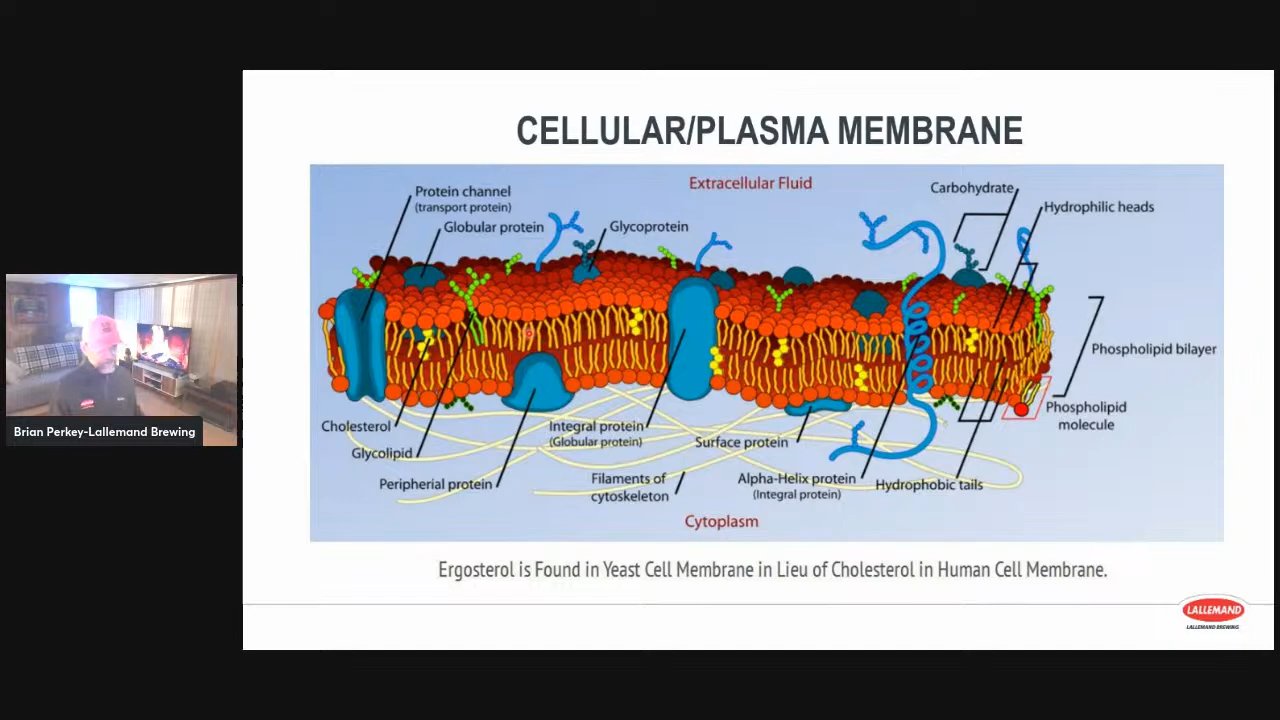 CELLULAR/PLASMA MEMBRANE
Extracellular Fluid
Protein channel
(transport protein)
Globular protein
Glycoprotein
Carbohydrate
Hydrophilic heads
Phospholipid bilayer
Phospholipid
molecule
Cholesterol
Glycolipid
Peripherial protein
Integral protein
(Globular protein)
Filaments of
cytoskeleton
Surface protein
Alpha-Helix protein
(Integral protein)
Hydrophobic tails
Cytoplasm
Ergosterol is Found in Yeast Cell Membrane in Lieu of Cholesterol in Human Cell Membrane.
LALLEMAND
LALLEMAND BREWING
Brian Perkey-Lallemand Brewing